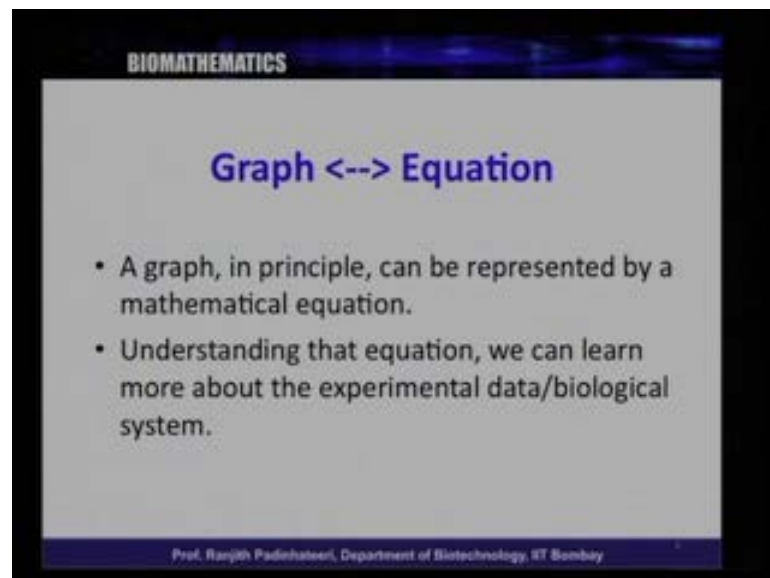 BIOMATHEMATICS
Graph <--> Equation
• A graph, in principle, can be represented by a
mathematical equation.
• Understanding that equation, we can learn
more about the experimental data/biological
system.
Prof. Ranjith Padinhateeri, Department of Biotechnology, IIT Bombay